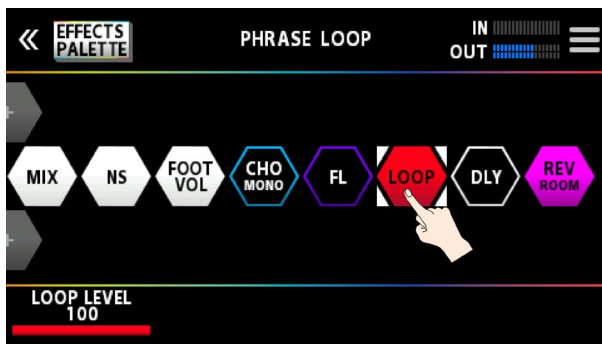 EFFECTS
PALETTE
PHRASE LOOP
IN
OUT
MIX
NS
FOOT
VOL
CHO
MONO
FL
LOOP
DLY
REV
ROOM
LOOP LEVEL
100